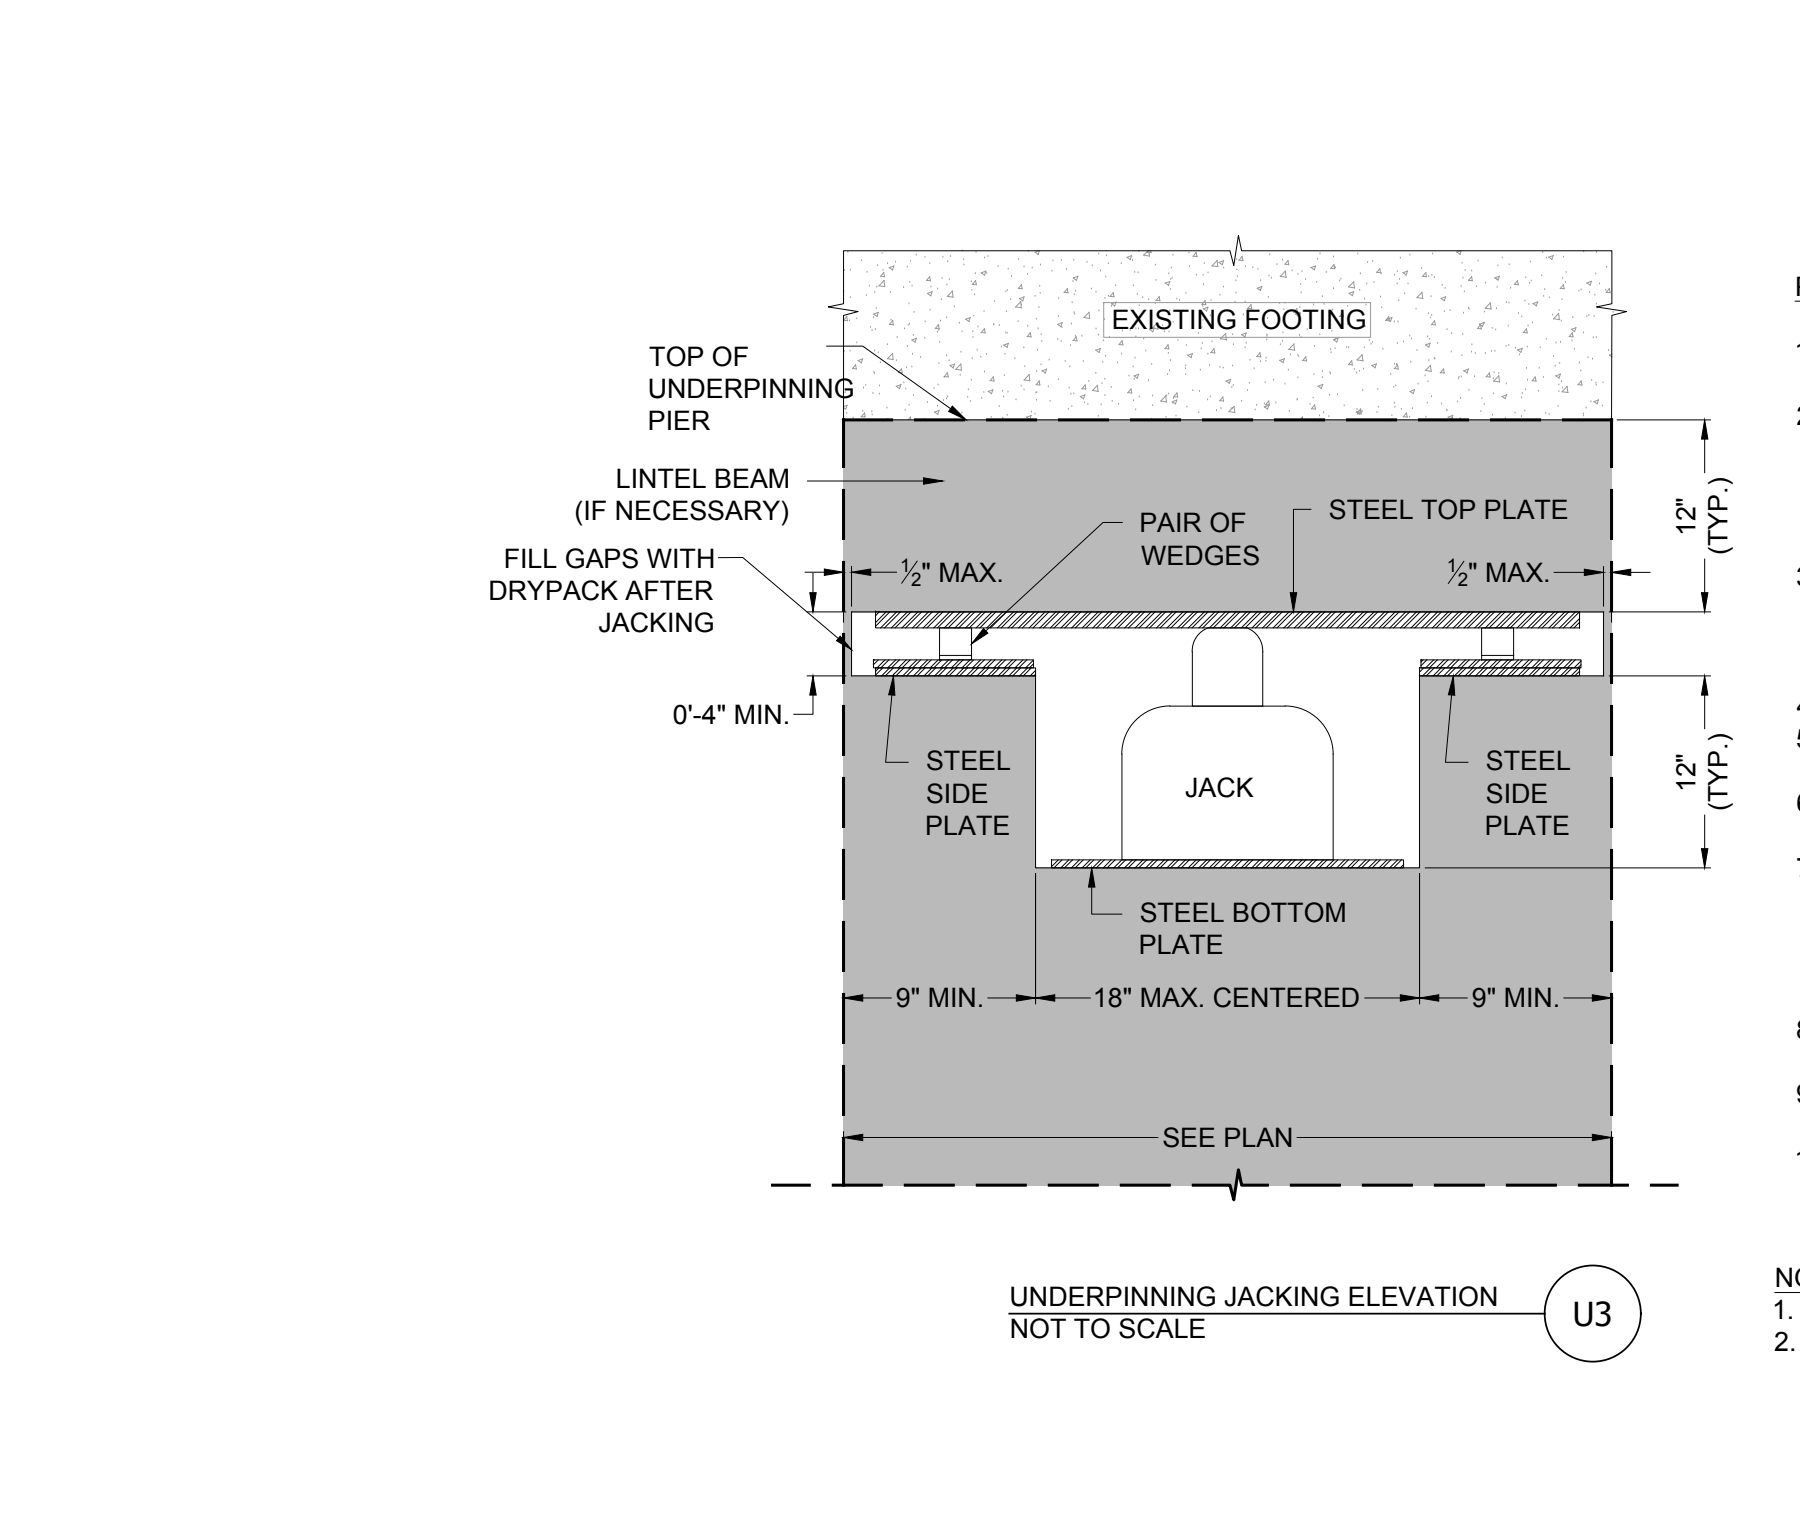 EXISTING FOOTING
TOP OF
UNDERPINNING
PIER
LINTEL BEAM
(IF NECESSARY)
FILL GAPS WITH
DRYPACK AFTER
JACKING
½" MAX.
PAIR OF
WEDGES
STEEL TOP PLATE
½" MAX.
12"
(TYP.)
0'-4" MIN.
STEEL
SIDE
PLATE
JACK
STEEL
SIDE
PLATE
12"
(TYP.)
STEEL BOTTOM
PLATE
9" MIN.
18" MAX. CENTERED
9" MIN.
SEE PLAN
UNDERPINNING JACKING ELEVATION
NOT TO SCALE
U3
1.
2.